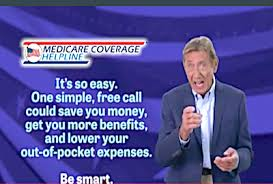 MEDICARE COVERAGE
HELPLINE
It's so easy.
One simple, free call
could save you money,
get you more benefits,
and lower your
out-of-pocket expenses.
Be smart.